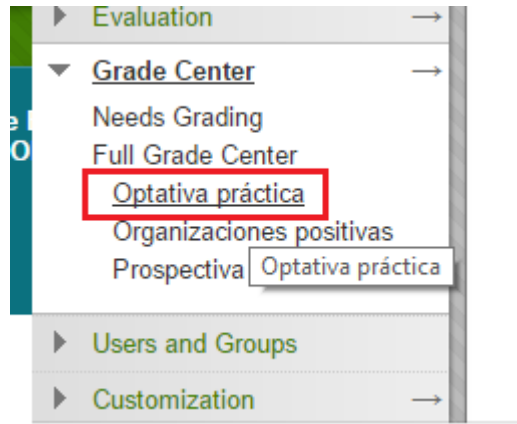 Evaluation
Grade Center
Needs Grading
Full Grade Center
Optativa práctica
Organizaciones positivas
Prospectiva
Optativa práctica
Users and Groups
Customization